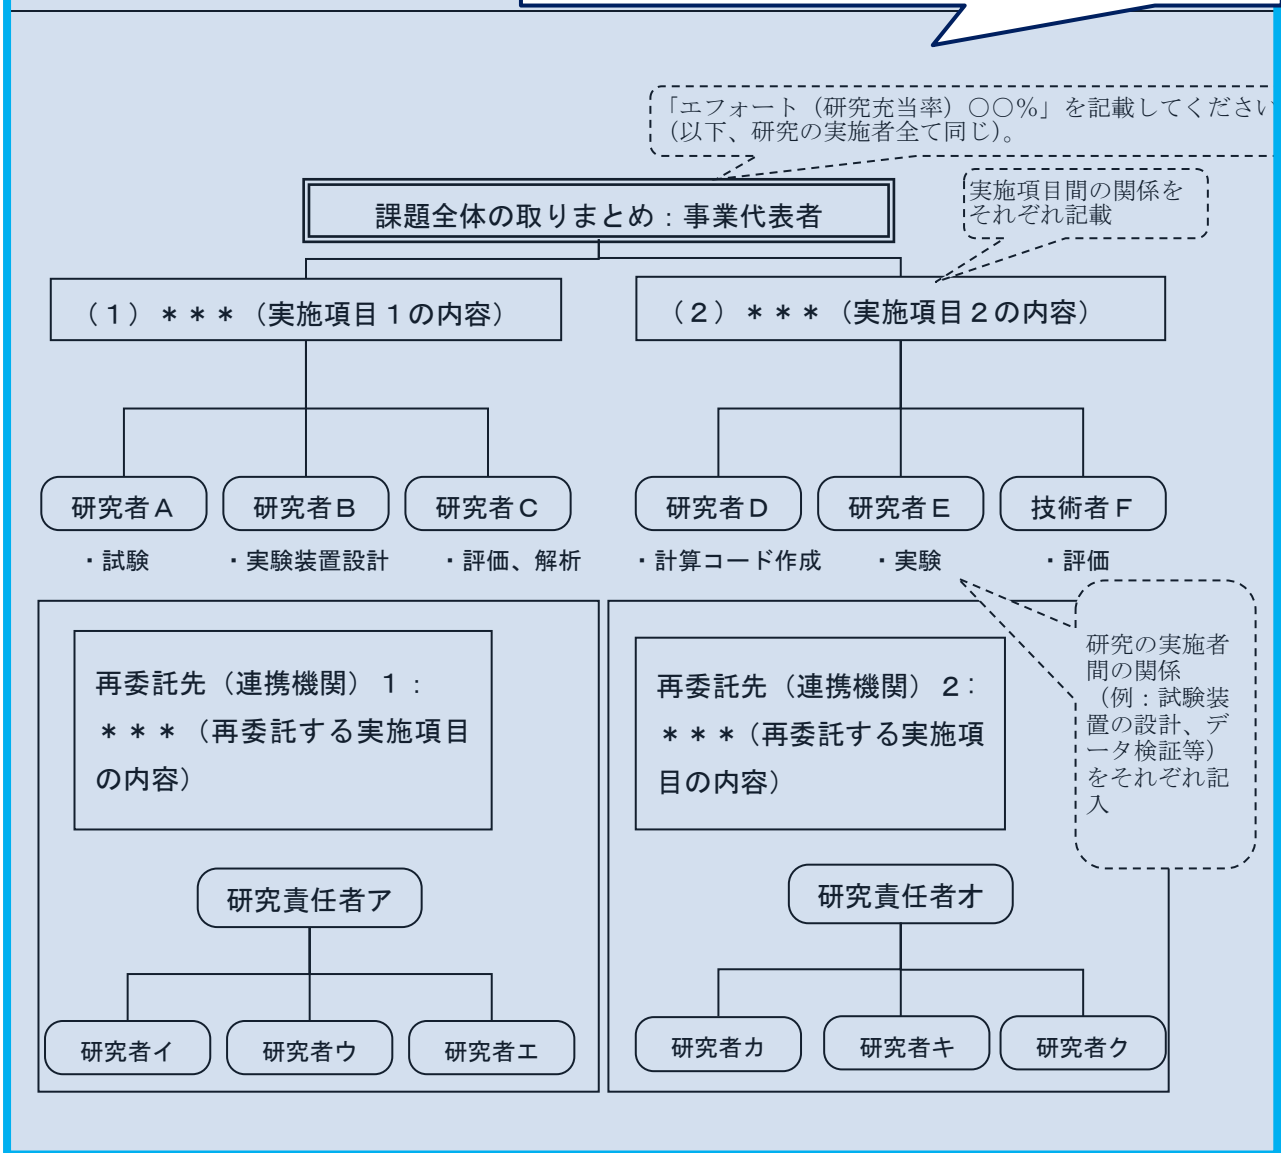 「エフォート（研究充当率）〇〇％」を記載してください
（以下、研究の実施者全て同じ）。
実施項目間の関係を
それぞれ記載
課題全体の取りまとめ：事業代表者
（１）＊＊＊（実施項目１の内容）
（２）＊＊＊（実施項目２の内容）
研究者Ａ
研究者Ｂ
研究者Ｃ
研究者Ｄ
研究者Ｅ
技術者Ｆ
・試験
・実験装置設計
・評価、解析
・計算コード作成
・実験
・評価
研究の実施者
間の関係
（例：試験装
置の設計、デ
ータ検証等）
をそれぞれ記
入
再委託先（連携機関）１：
＊＊＊（再委託する実施項目
の内容）
再委託先（連携機関）２：
＊＊＊（再委託する実施項
目の内容）
研究責任者ア
研究責任者オ
研究者イ
研究者ウ
研究者エ
研究者カ
研究者キ
研究者ク